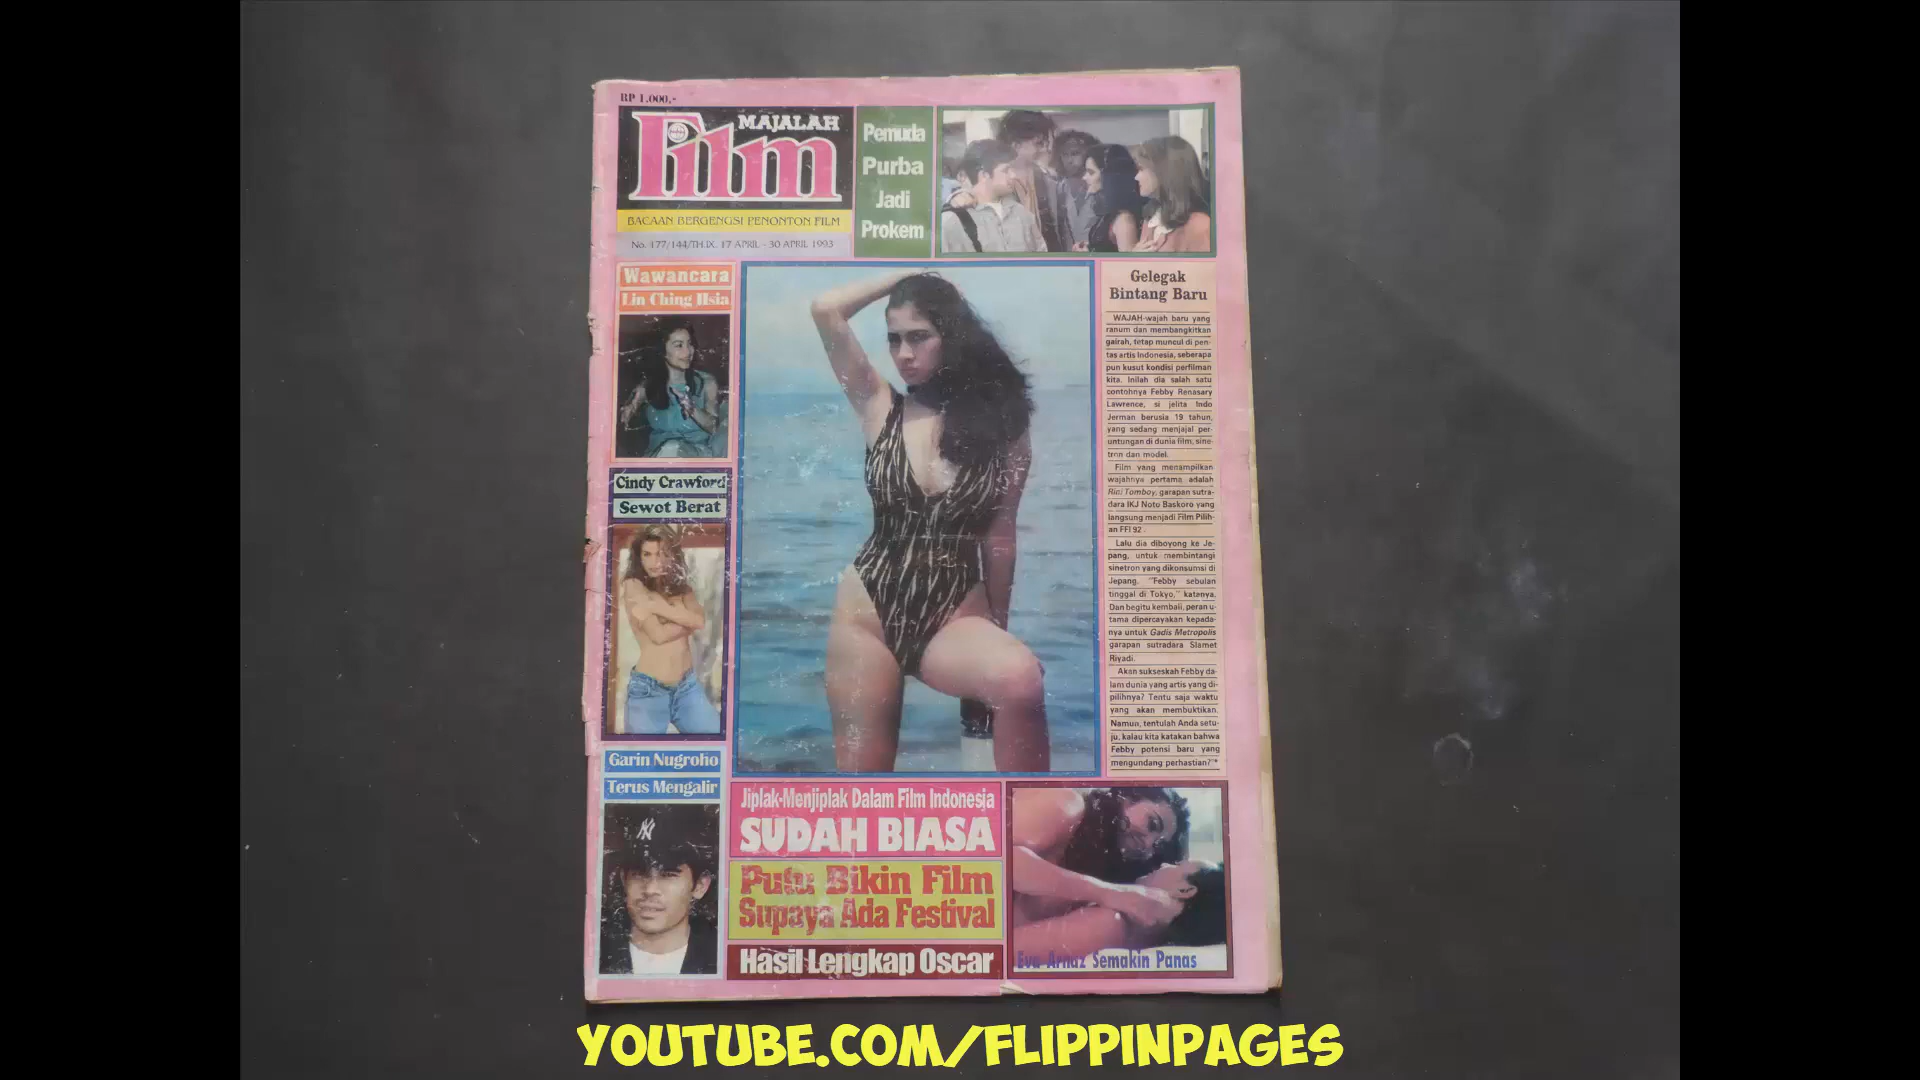 RP 1.000,-
MAJALAH
Film
BACAAN BERGENGSI PENONTON FILM
No. 177/144/TH.IX. 17 APRIL - 30 APRIL 1993
Pemuda
Purba
Jadi
Prokem
Wawancara
Lin Ching Hsia
Cindy Crawford
Sewot Berat
Garin Nugroho
Terus Mengalir
Gelegak
Bintang Baru
WAJAH-wajah baru yang
ranum dan membangkitkan
gairah, tetap muncul di pen-
tas artis Indonesia, seberapa
pun kusut kondisi perfilman
kita. Inilah dia salah satu
contohnya Febby Renasary
Lawrence, si jelita Indo
Jerman berusia 19 tahun,
yang sedang menjajal per-
untungan di dunia film, sine-
tron dan model.
Film yang menampilkan
wajahnya pertama adalah
Rini Tomboy, garapan sutra-
dara IKJ Noto Baskoro yang
langsung menjadi Film Pilih-
an FFI 92 .
Lalu dia diboyong ke Je-
pang, untuk membintangi
sinetron yang dikonsumsi di
Jepang. "Febby sebulan
tinggal di Tokyo," katanya.
Dan begitu kembali, peran u-
tama dipercayakan kepada-
nya untuk Gadis Metropolis
garapan sutradara Slamet
Riyadi.
Akan sukseskah Febby da-
lam dunia yang artis yang di-
pilihnya? Tentu saja waktu
yang akan membuktikan.
Namun, tentulah Anda setu-
ju, kalau kita katakan bahwa
Febby potensi baru yang
mengundang perhastian?"*
Jiplak-Menjiplak Dalam Film Indonesia
SUDAH BIASA
Putu Bikin Film
Supaya Ada Festival
Hasil Lengkap Oscar
Eva Arnaz Semakin Panas
YOUTUBE.COM/FLIPPINPAGES